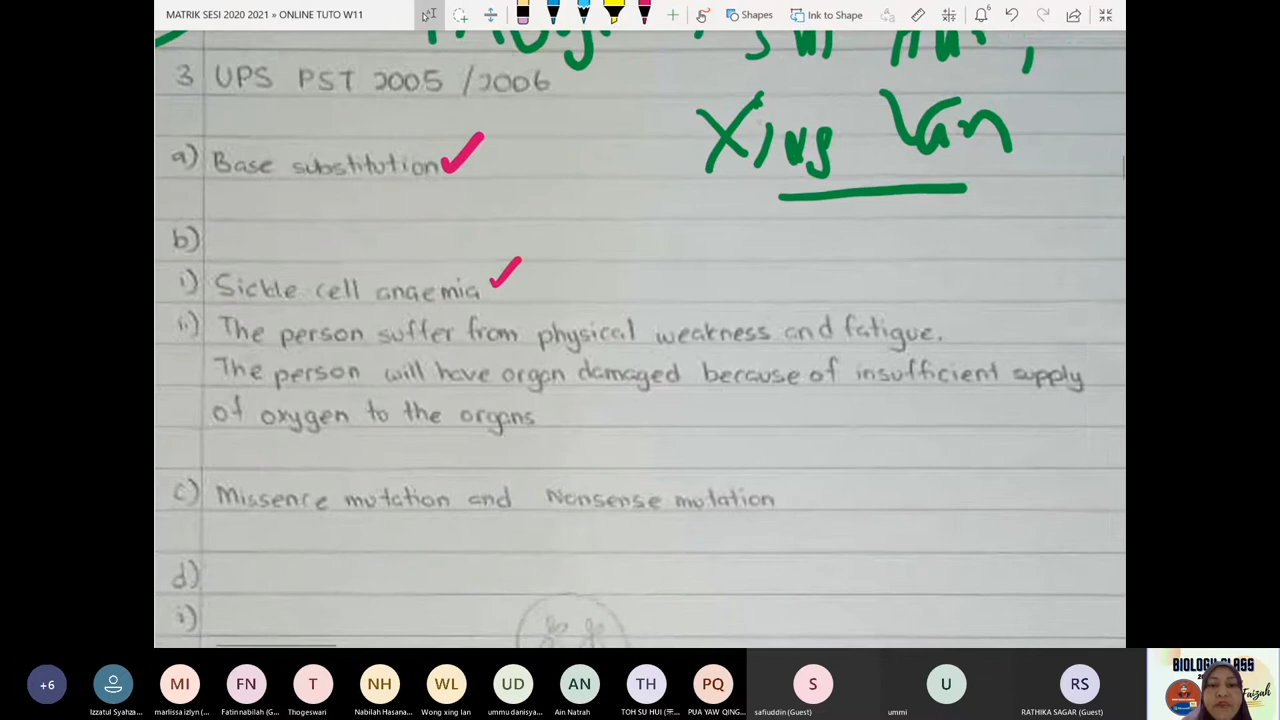 MATRIK SESI 2020 2021 » ONLINE TUTO W11
Shapes
Ink to Shape
6
3 UPS PST 2005 /2006
Xing Lan
a) Base substitution
b)
i) Sickle cell anaemia
ii) The person suffer from physical weakness and fatigue.
The person will have organ damaged because of insufficient supply
of oxygen to the organs
c) Missence mutation and Nonsense mutation
d)
i)
+6
MI
FN
T
NH
WL
UD
AN
TH
PQ
S
U
RS
Izzatul Syahza...
marlissa izlyn (...
Fatin nabilah (G...
Thogeswari
Nabilah Hasana...
Wong xing lan
ummu danisya...
Ain Natrah
TOH SU HUI (...
PUA YAW QING...
safiuddin (Guest)
ummi
RATHIKA SAGAR (Guest)
BIOLOGY CLASS
Faizah